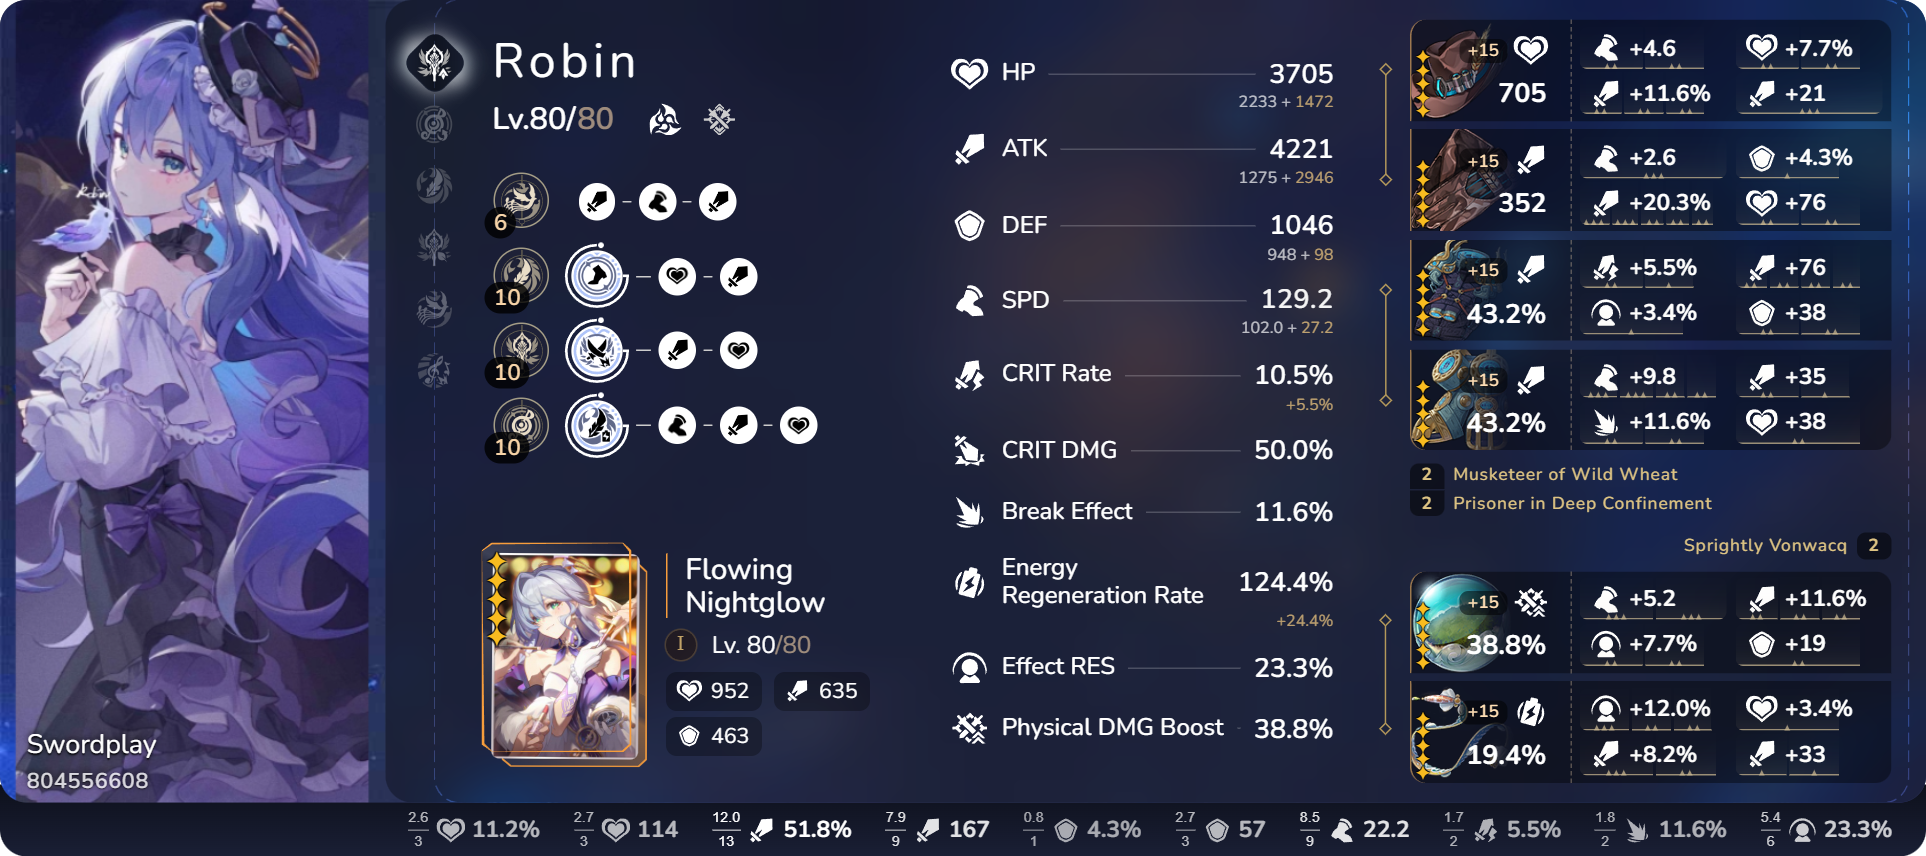 Robin
Swordplay
804556608
Robin
Lv.80/80
6
10
10
10
Flowing
Nightglow
I
Lv. 80/80
952
635
463
HP 3705
2233 + 1472
ATK 4221
1275 + 2946
DEF 1046
948 + 98
SPD 129.2
102.0 + 27.2
CRIT Rate 10.5%
+5.5%
CRIT DMG 50.0%
Break Effect 11.6%
Energy
Regeneration Rate 124.4%
+24.4%
Effect RES 23.3%
Physical DMG Boost 38.8%
+15 +4.6 +7.7%
705 +11.6% +21
+15 +2.6 +4.3%
352 +20.3% +76
+15 +5.5% +76
43.2% +3.4% +38
+15 +9.8 +35
43.2% +11.6% +38
2 Musketeer of Wild Wheat
2 Prisoner in Deep Confinement
Sprightly Vonwacq 2
+15 +5.2 +11.6%
38.8% +7.7% +19
+15 +12.0% +3.4%
19.4% +8.2% +33
2.6 2.7 12.0 7.9 0.8 2.7 8.5 1.7 1.8 5.4
11.2% 114 51.8% 167 4.3% 57 22.2 5.5% 11.6% 23.3%
3 3 13 9 1 3 9 2 2 6